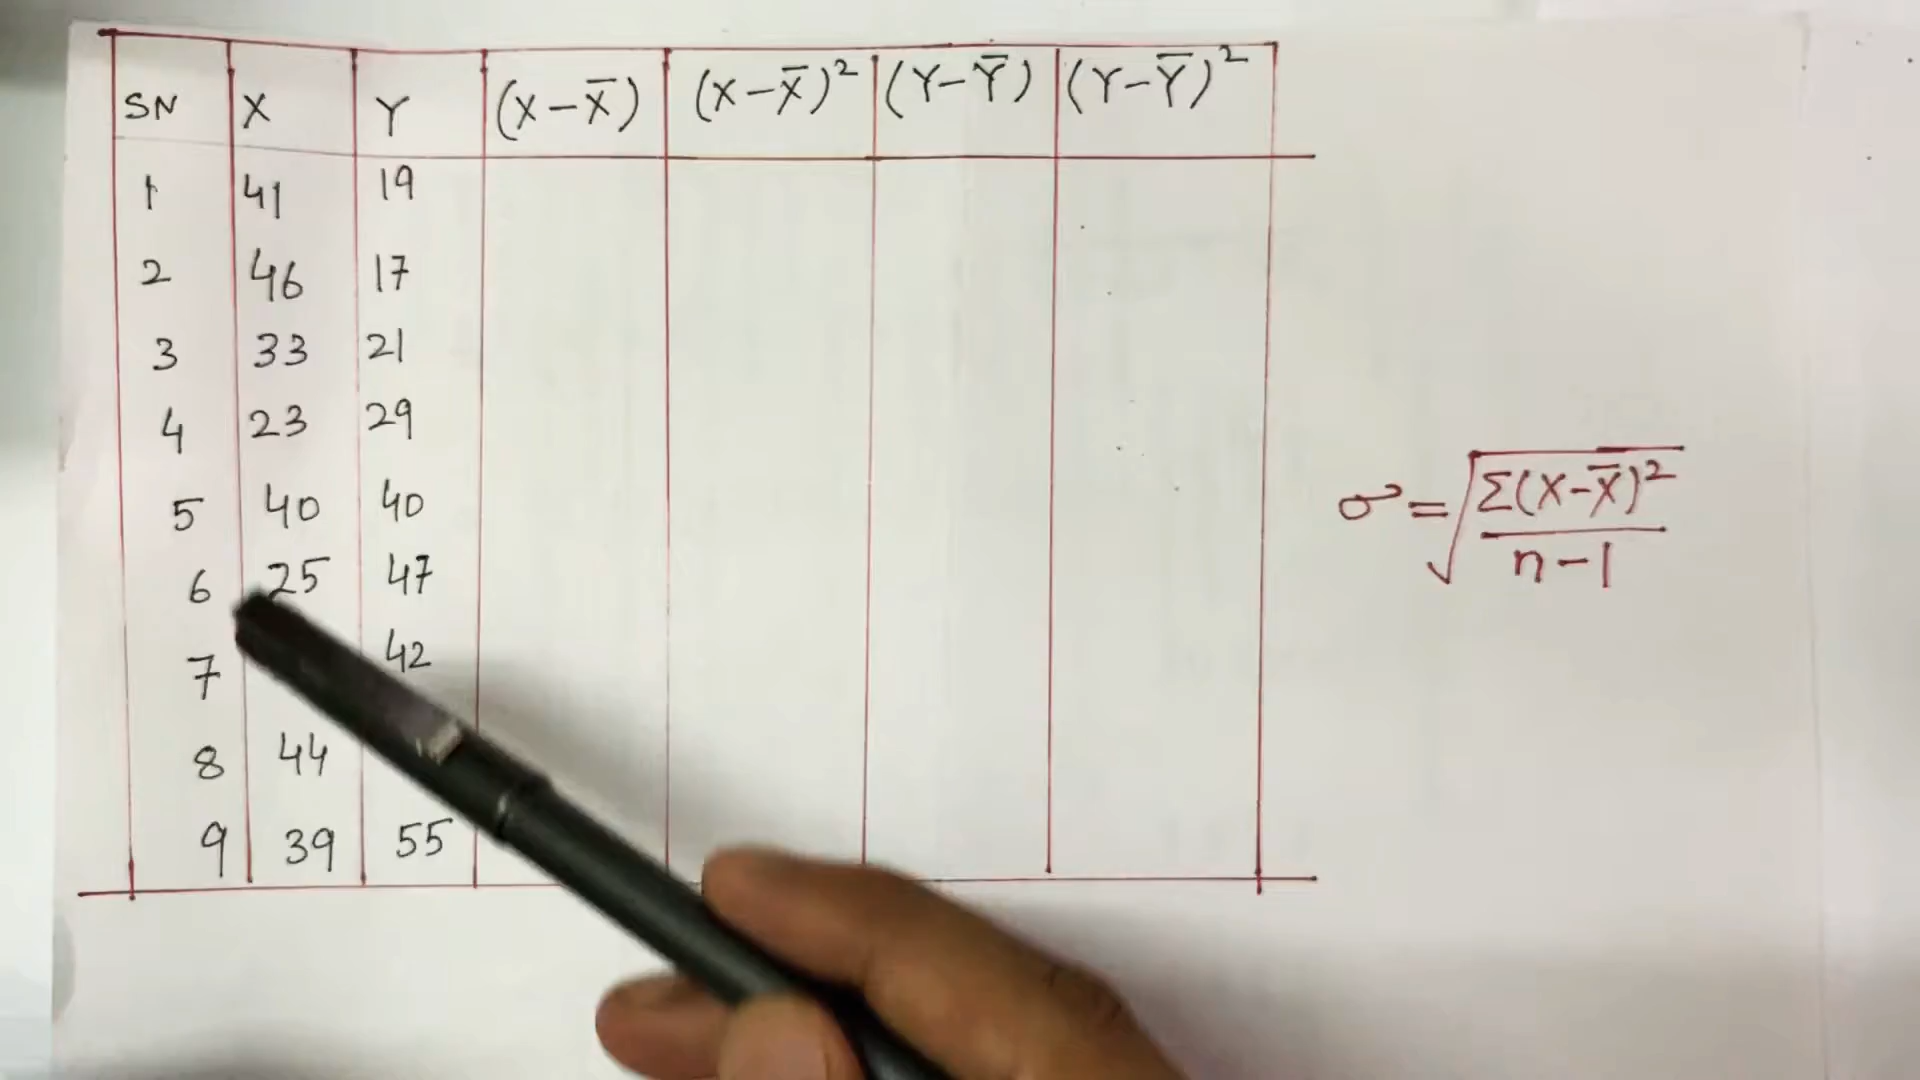 SN X Y (X-X̄) (X-X̄)² (Y-Ȳ) (Y-Ȳ)²
1 41 19
2 46 17
3 33 21
4 23 29
5 40 40
6 25 47
7 42
8 44
9 39 55
σ = √Σ(X-X̄)²
n-1